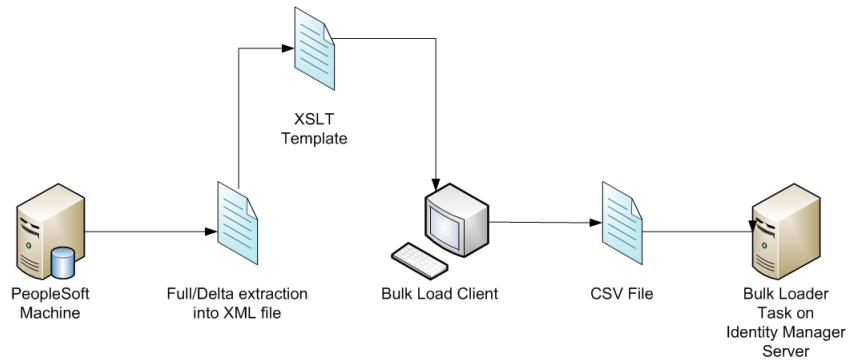 XSLT
Template
PeopleSoft
Machine
Full/Delta extraction
into XML file
Bulk Load Client
CSV File
Bulk Loader
Task on
Identity Manager
Server